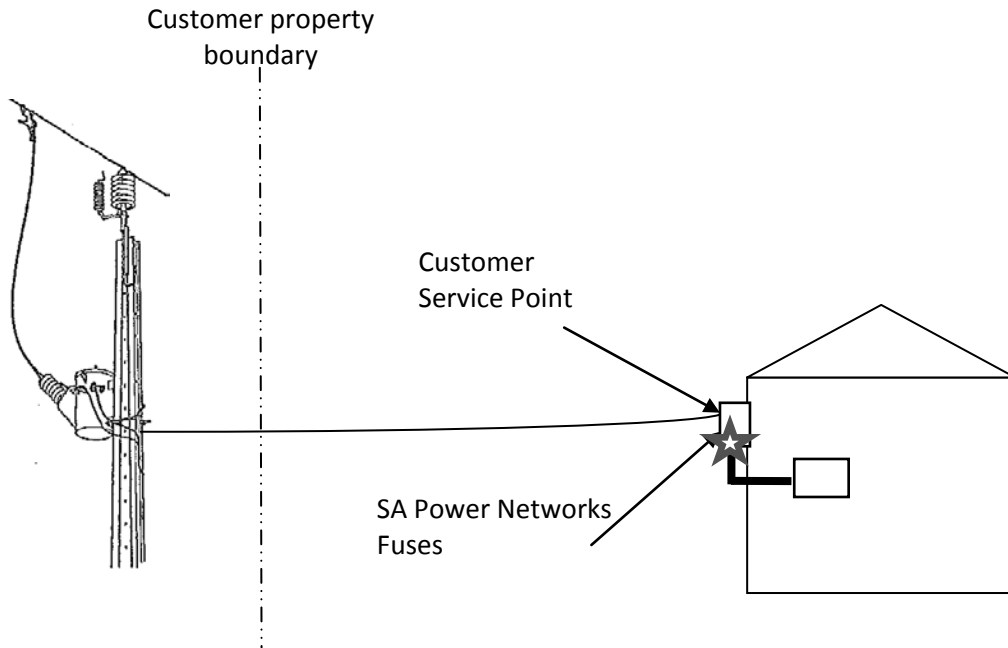 Customer property
boundary
Customer
Service Point
SA Power Networks
Fuses